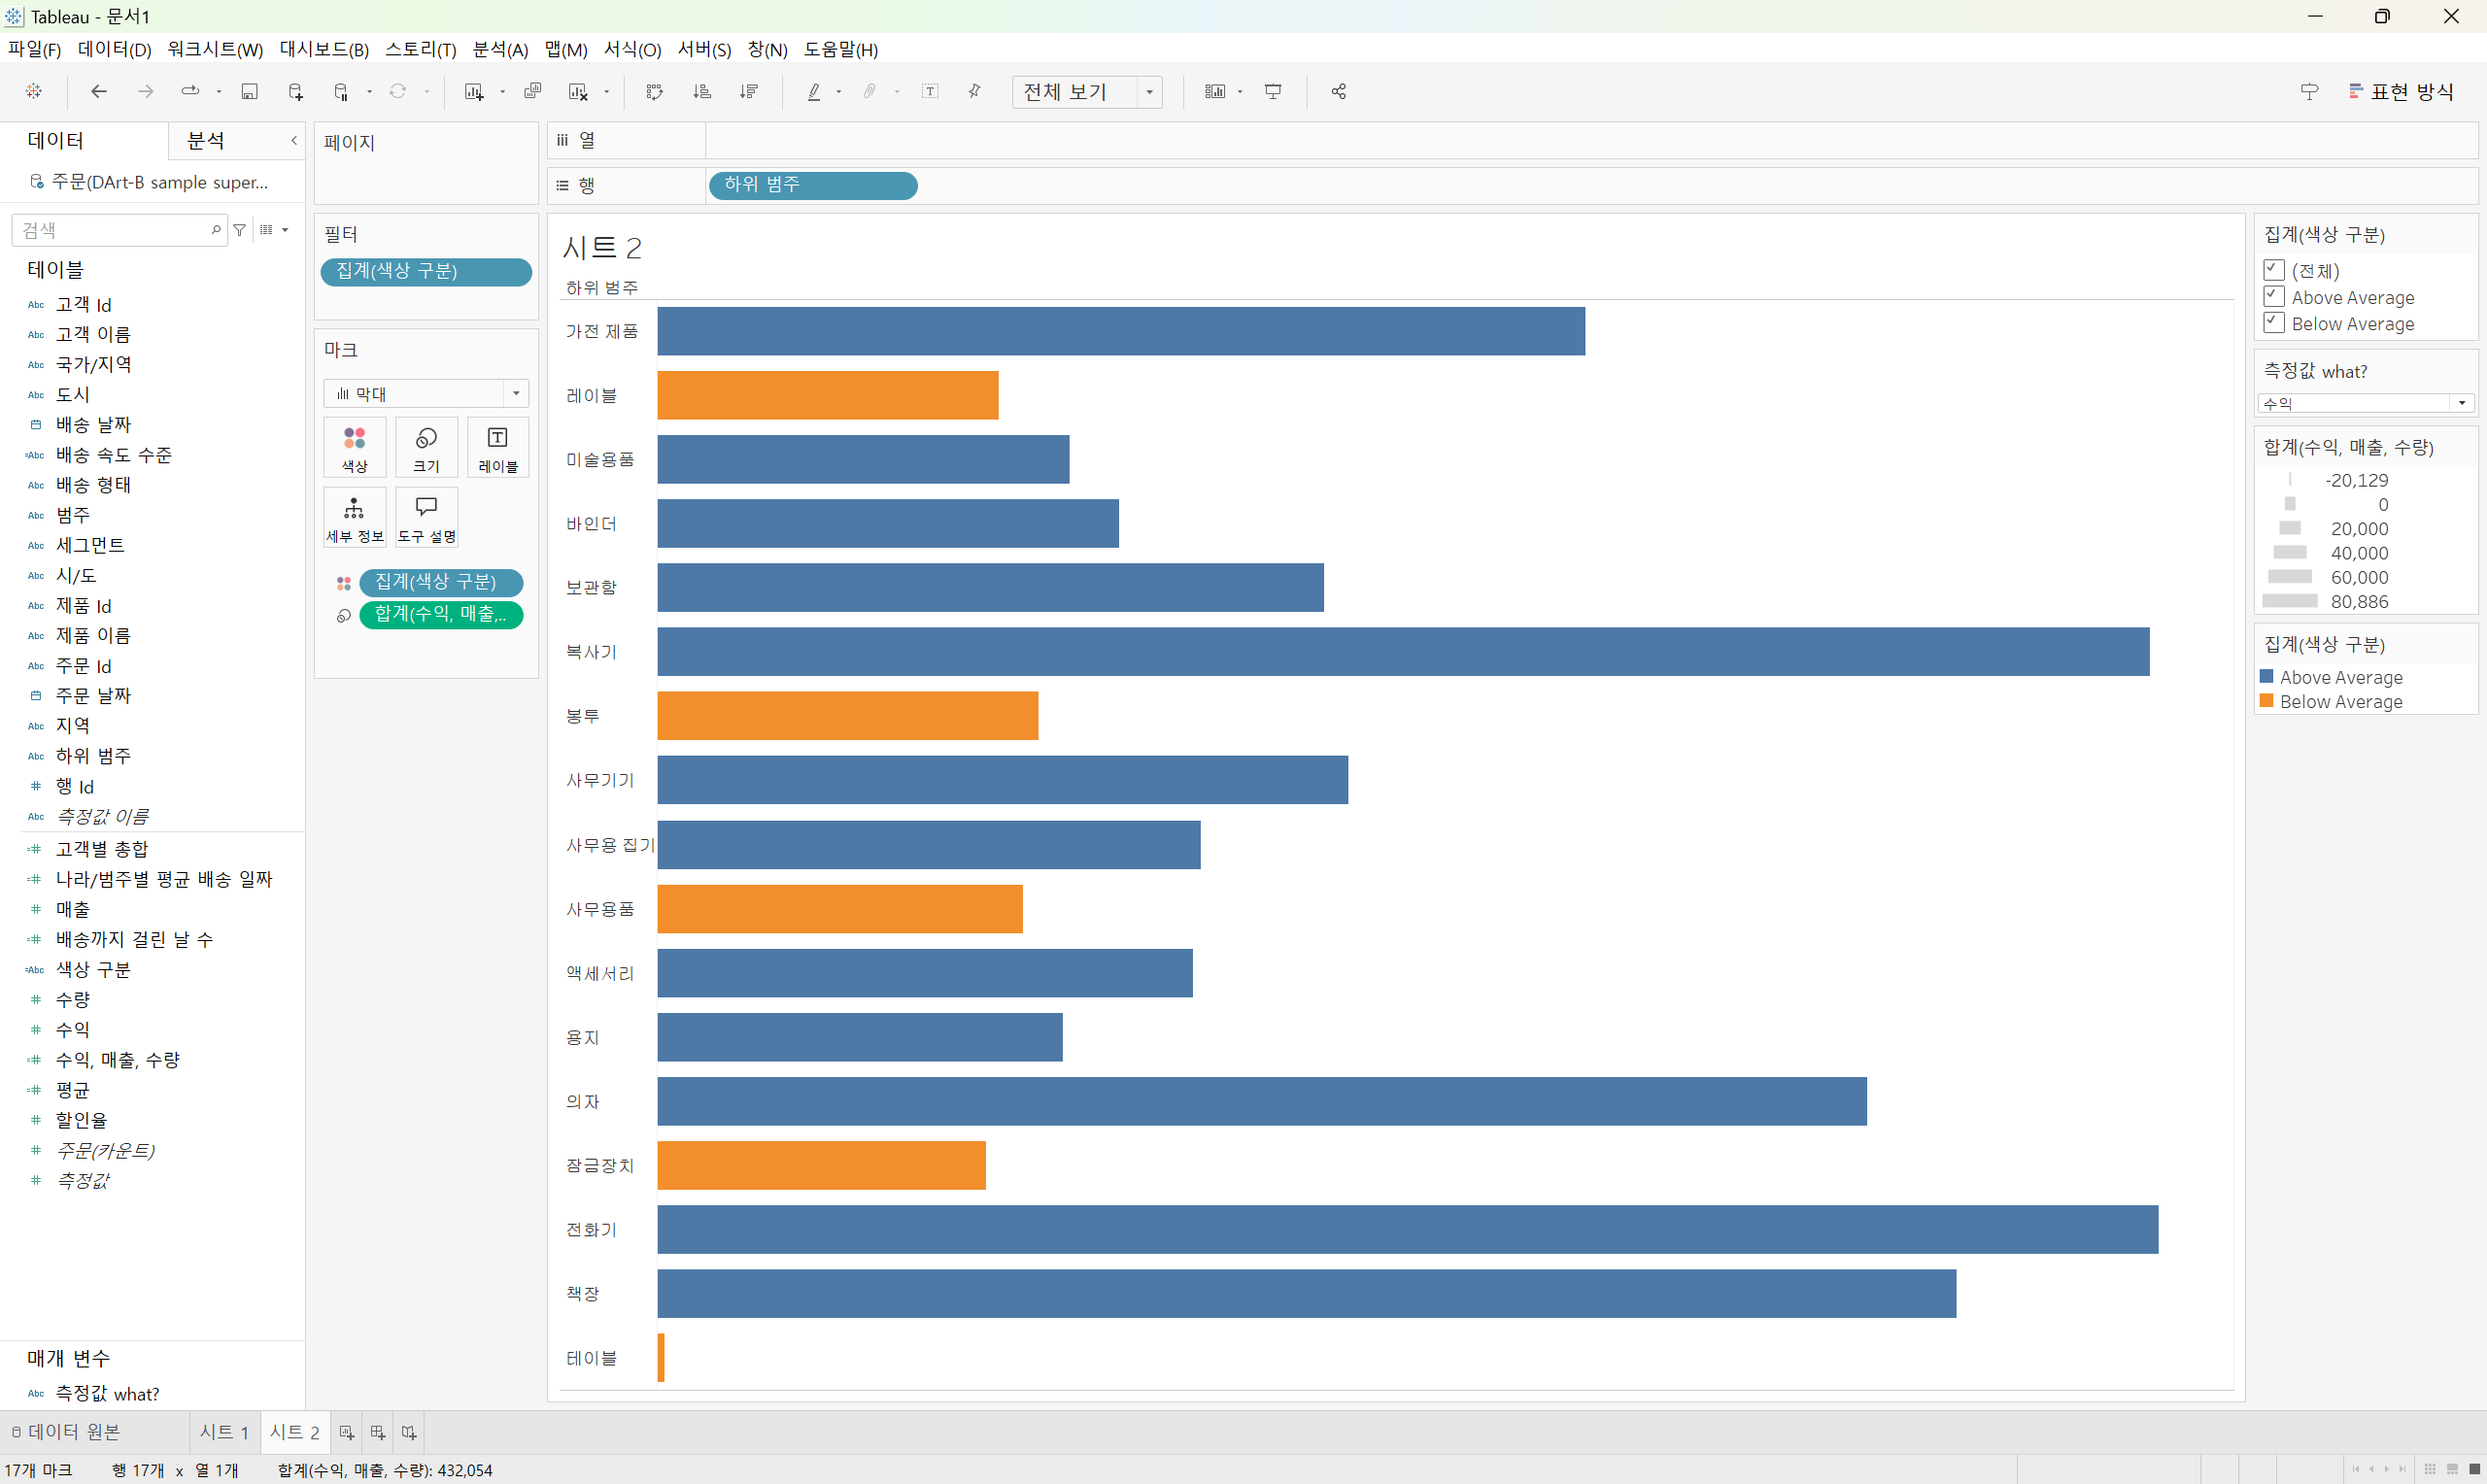 Tableau - 문서1
파일(F) 데이터(D) 워크시트(W) 대시보드(B) 스토리(T) 분석(A) 맵(M) 서식(O) 서버(S) 창(N) 도움말(H)
전체 보기
표현 방식
데이터 분석
주문(DArt-B sample super...
검색
테이블
Abc 고객 Id
Abc 고객 이름
Abc 국가/지역
Abc 도시
배송 날짜
=Abc 배송 속도 수준
Abc 배송 형태
Abc 범주
Abc 세그먼트
Abc 시/도
Abc 제품 Id
Abc 제품 이름
Abc 주문 Id
주문 날짜
Abc 지역
Abc 하위 범주
# 행 Id
Abc 측정값 이름
=# 고객별 총합
=# 나라/범주별 평균 배송 일짜
# 매출
=# 배송까지 걸린 날 수
=Abc 색상 구분
# 수량
# 수익
=# 수익, 매출, 수량
=# 평균
# 할인율
# 주문(카운트)
# 측정값
매개 변수
Abc 측정값 what?
페이지
필터
집계(색상 구분)
마크
막대
색상
크기
레이블
세부 정보
도구 설명
집계(색상 구분)
합계(수익, 매출,..
열
행
하위 범주
시트 2
하위 범주
가전 제품
레이블
미술용품
바인더
보관함
복사기
봉투
사무기기
사무용 집기
사무용품
액세서리
용지
의자
잠금장치
전화기
책장
테이블
집계(색상 구분)
(전체)
Above Average
Below Average
측정값 what?
수익
합계(수익, 매출, 수량)
-20,129
0
20,000
40,000
60,000
80,886
집계(색상 구분)
Above Average
Below Average
데이터 원본
시트 1
시트 2
17개 마크 행 17개 x 열 1개 합계(수익, 매출, 수량): 432,054